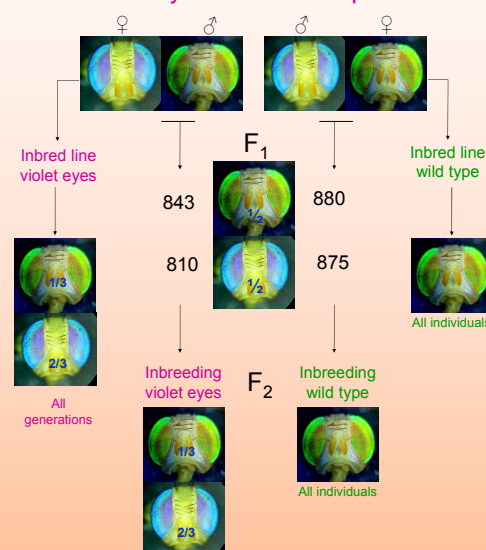 ♀ ♂ ♂ ♀
Inbred line
violet eyes
F1
Inbred line
wild type
843
½
880
810
½
875
1/3
2/3
All
generations
All individuals
Inbreeding
violet eyes
F2
Inbreeding
wild type
1/3
2/3
All individuals